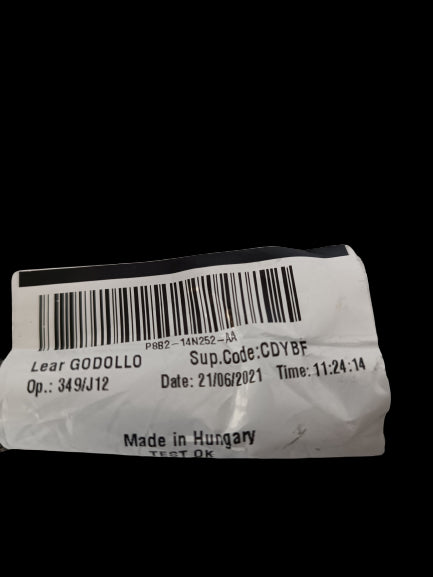 P8B2-14N252-AA
Lear GODOLLO Sup.Code:CDYBF
Op.: 349/J12 Date: 21/06/2021 Time: 11:24:14
Made in Hungary
TEST OK